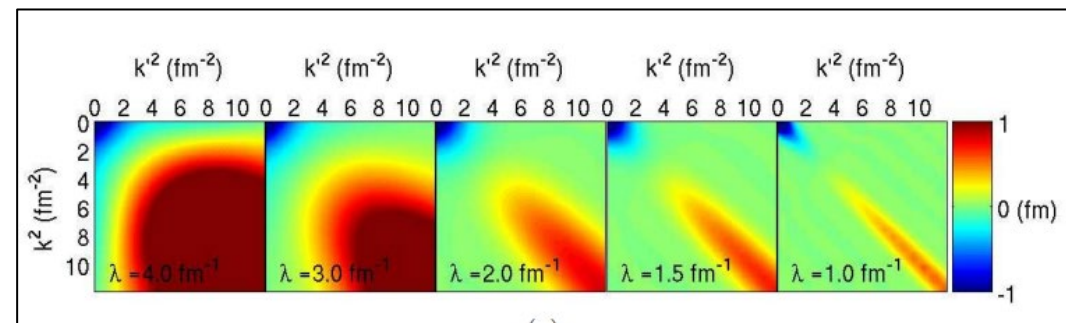 k'² (fm⁻²) k'² (fm⁻²) k'² (fm⁻²) k'² (fm⁻²) k'² (fm⁻²)
0 2 4 6 8 10 0 2 4 6 8 10 0 2 4 6 8 10 0 2 4 6 8 10 0 2 4 6 8 10
0
2
4
6
8
10
k² (fm⁻²)
λ =4.0 fm⁻¹ λ =3.0 fm⁻¹ λ =2.0 fm⁻¹ λ =1.5 fm⁻¹ λ =1.0 fm⁻¹
1
0 (fm)
-1